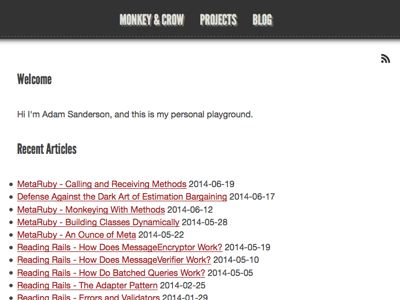 MONKEY & CROW PROJECTS BLOG
Welcome
Hi I'm Adam Sanderson, and this is my personal playground.
Recent Articles
MetaRuby - Calling and Receiving Methods 2014-06-19
Defense Against the Dark Art of Estimation Bargaining 2014-06-17
MetaRuby - Monkeying With Methods 2014-06-12
MetaRuby - Building Classes Dynamically 2014-05-28
MetaRuby - An Ounce of Meta 2014-05-22
Reading Rails - How Does MessageEncryptor Work? 2014-05-19
Reading Rails - How Does MessageVerifier Work? 2014-05-10
Reading Rails - How Do Batched Queries Work? 2014-05-05
Reading Rails - The Adapter Pattern 2014-02-25
Reading Rails - Errors and Validators 2014-01-29